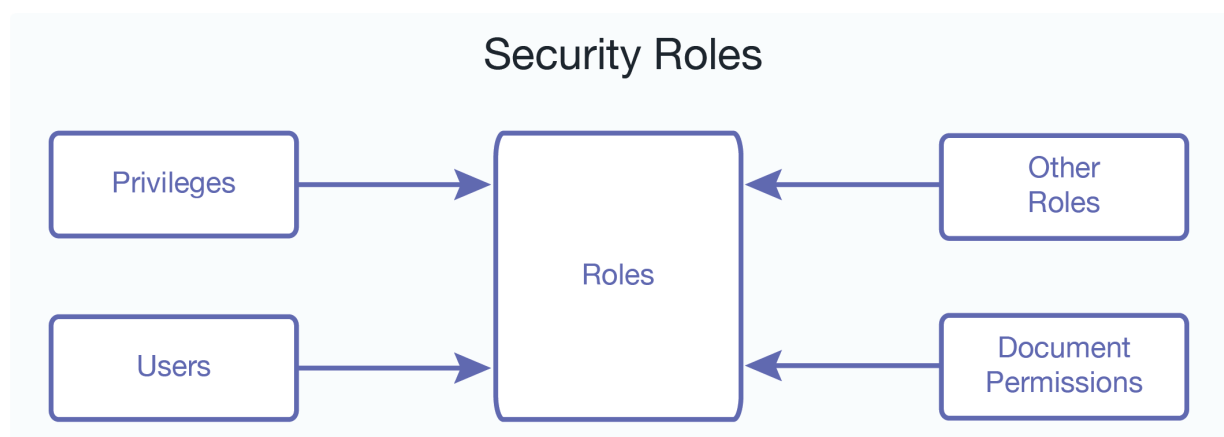 Security Roles
Privileges
Users
Roles
Other
Roles
Document
Permissions